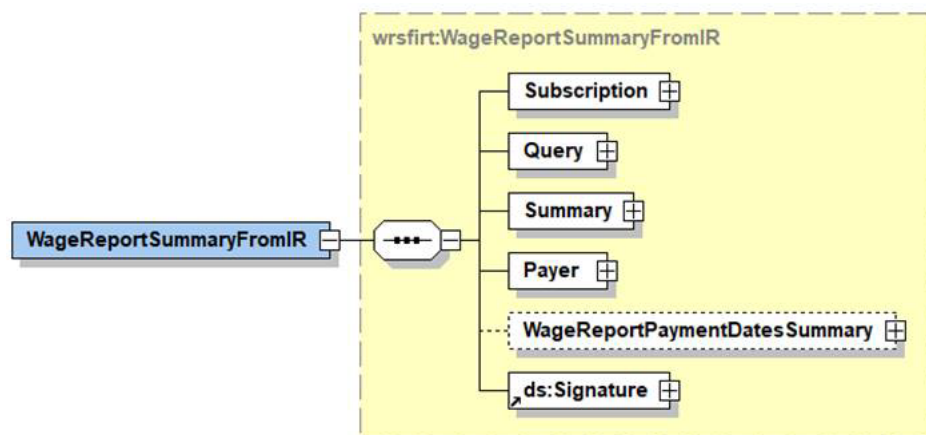 wrsfirt:WageReportSummaryFromIR
Subscription
Query
Summary
WageReportSummaryFromIR
Payer
WageReportPaymentDatesSummary
ds:Signature